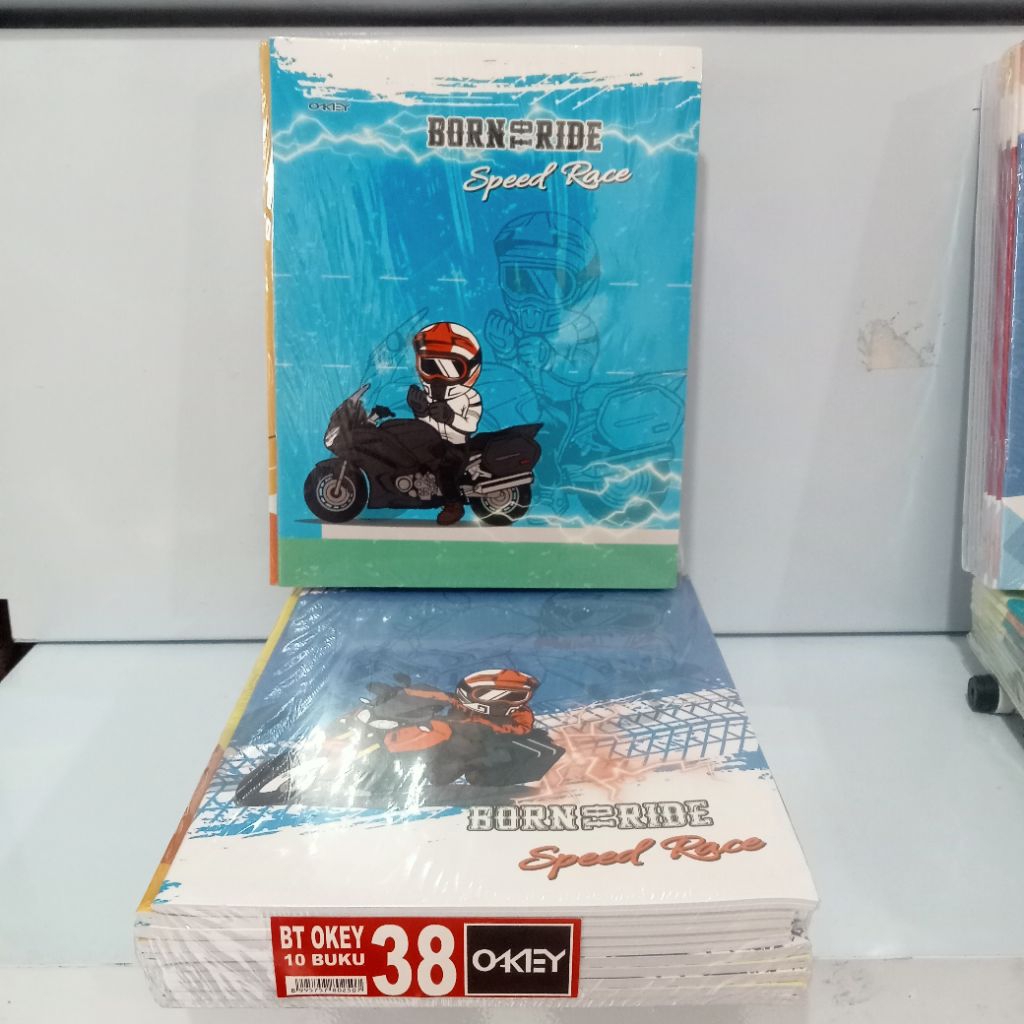 OKEY
BORN TO RIDE
Speed Race
BORN TO RIDE
Speed Race
BT OKEY
10 BUKU
38
OKEY